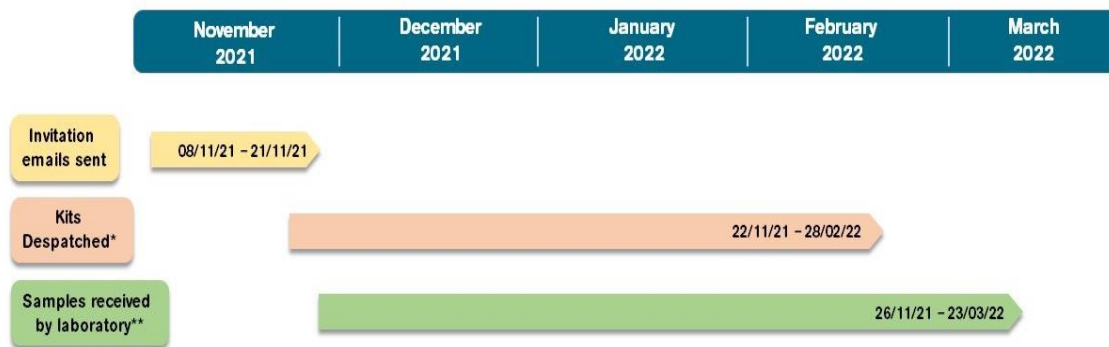 November
2021
December
2021
January
2022
February
2022
March
2022
Invitation
emails sent
08/11/21 – 21/11/21
Kits
Despatched*
22/11/21 – 28/02/22
Samples received
by laboratory**
26/11/21 – 23/03/22